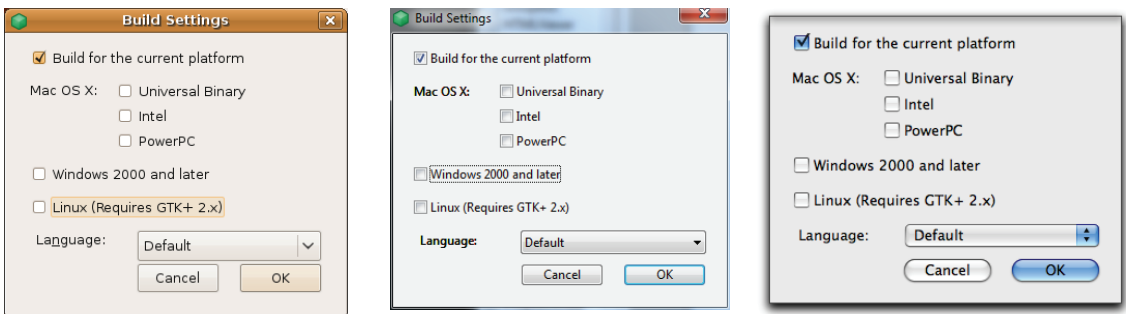 Build Settings
Build for the current platform
Mac OS X: Universal Binary
Intel
PowerPC
Windows 2000 and later
Linux (Requires GTK+ 2.x)
Language: Default
Cancel OK
Build Settings
Build for the current platform
Mac OS X: Universal Binary
Intel
PowerPC
Windows 2000 and later
Linux (Requires GTK+ 2.x)
Language: Default
Cancel OK
Build for the current platform
Mac OS X: Universal Binary
Intel
PowerPC
Windows 2000 and later
Linux (Requires GTK+ 2.x)
Language: Default
Cancel OK